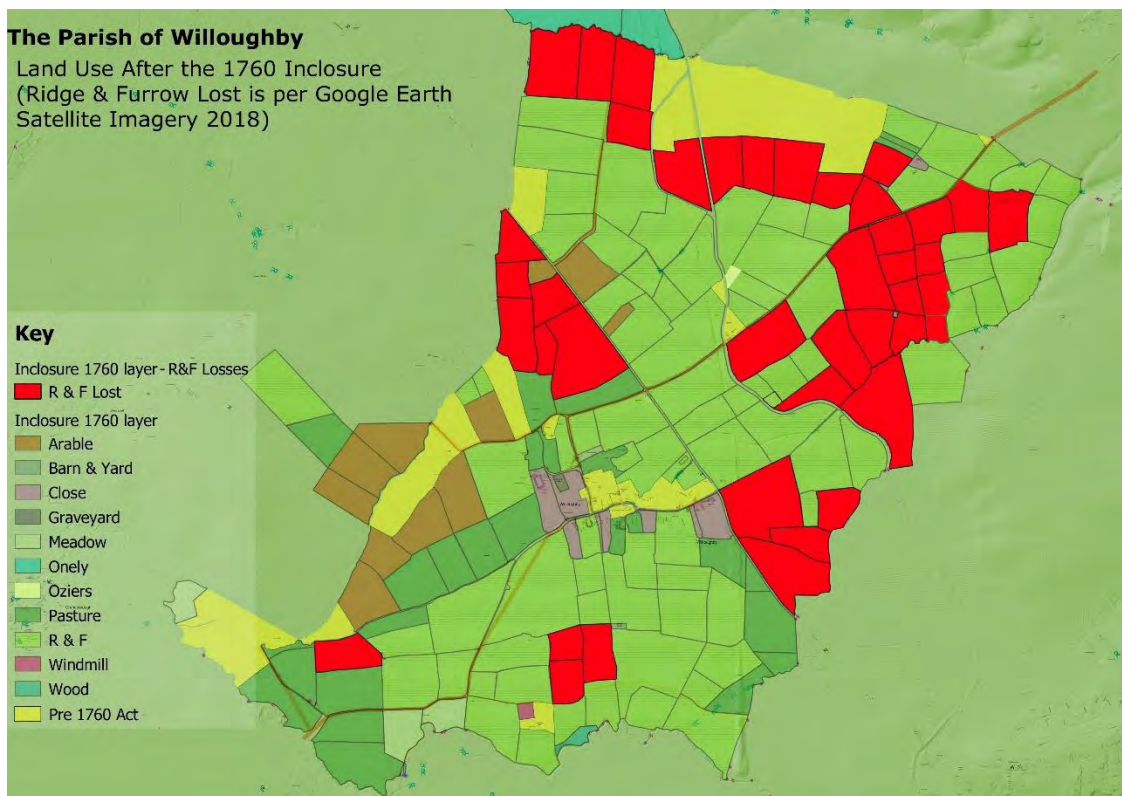 The Parish of Willoughby
Land Use After the 1760 Inclosure
(Ridge & Furrow Lost is per Google Earth
Satellite Imagery 2018)
Key
Inclosure 1760 layer - R&F Losses
R & F Lost
Inclosure 1760 layer
Arable
Barn & Yard
Close
Graveyard
Meadow
Onely
Oziers
Pasture
R & F
Windmill
Wood
Pre 1760 Act